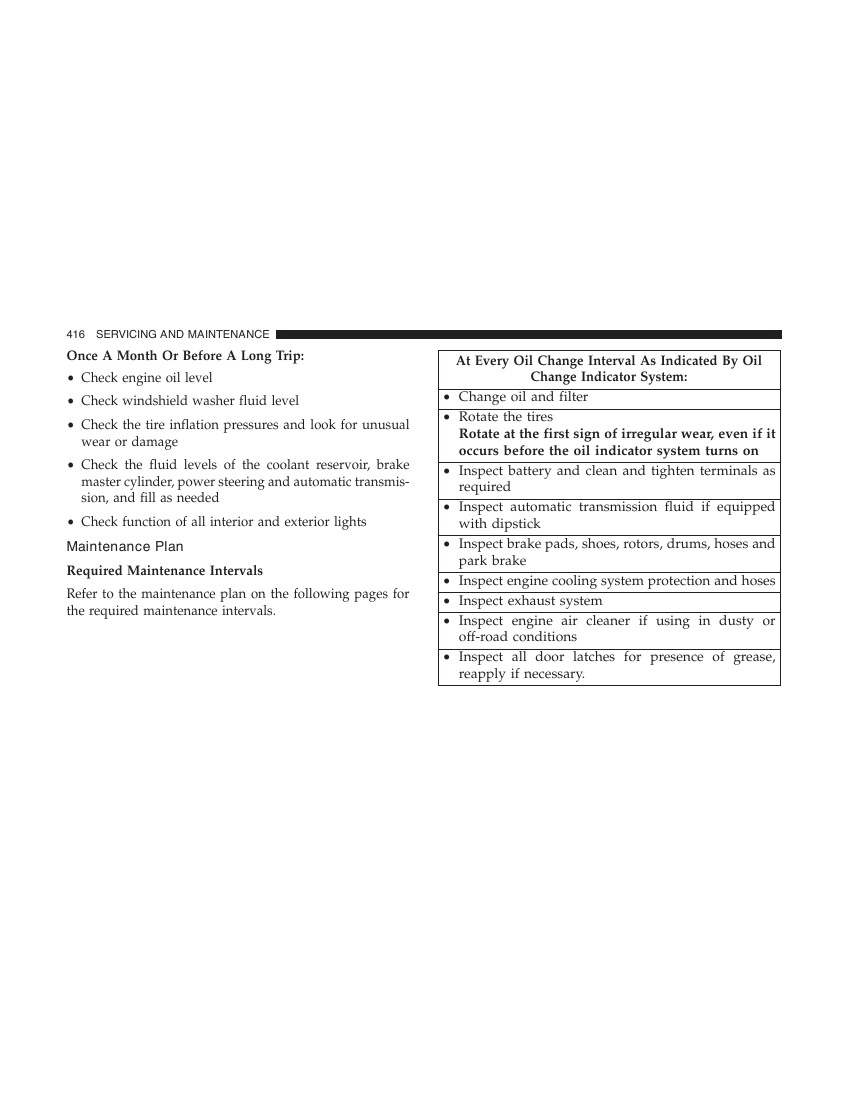 416 SERVICING AND MAINTENANCE
Once A Month Or Before A Long Trip:
• Check engine oil level
• Check windshield washer fluid level
• Check the tire inflation pressures and look for unusual
wear or damage
• Check the fluid levels of the coolant reservoir, brake
master cylinder, power steering and automatic transmis-
sion, and fill as needed
• Check function of all interior and exterior lights
Maintenance Plan
Required Maintenance Intervals
Refer to the maintenance plan on the following pages for
the required maintenance intervals.
At Every Oil Change Interval As Indicated By Oil
Change Indicator System:
• Change oil and filter
• Rotate the tires
Rotate at the first sign of irregular wear, even if it
occurs before the oil indicator system turns on
• Inspect battery and clean and tighten terminals as
required
• Inspect automatic transmission fluid if equipped
with dipstick
• Inspect brake pads, shoes, rotors, drums, hoses and
park brake
• Inspect engine cooling system protection and hoses
• Inspect exhaust system
• Inspect engine air cleaner if using in dusty or
off-road conditions
• Inspect all door latches for presence of grease,
reapply if necessary.